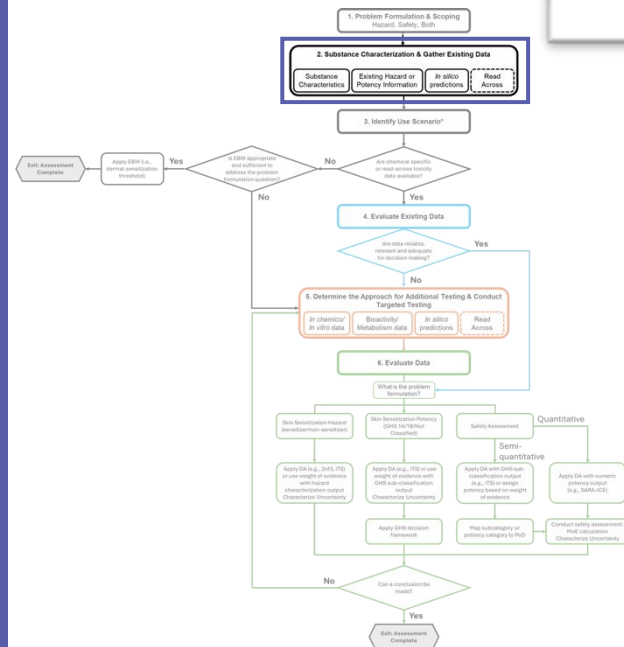 1. Problem Formulation & Scoping
Hazard, Safety, Both
2. Substance Characterization & Gather Existing Data
Substance
Characteristics
Existing Hazard or
Potency Information
In silico
predictions
Read
Across
3. Identify Use Scenario*
Are chemical specific
or read across toxicity
data available?
No
Is EBW appropriate
and sufficient to
address the problem
formulation question?
Yes
Apply EBW (i.e.,
dermal sensitization
threshold)
Exit: Assessment
Complete
No
Yes
4. Evaluate Existing Data
Are data reliable,
relevant and adequate
for decision making?
Yes
No
5. Determine the Approach for Additional Testing & Conduct
Targeted Testing
In chemico/
In vitro data
Bioactivity/
Metabolism data
In silico
predictions
Read
Across
6. Evaluate Data
What is the problem
formulation?
Skin Sensitization Hazard
(sensitizer/non-sensitizer)
Skin Sensitization Potency
(GHS 1A/1B/Not
Classified)
Safety Assessment
Quantitative
Semi-
quantitative
Apply DA (e.g., 2o3, ITS)
or use weight of evidence
with hazard
characterization output
Characterize Uncertainty
Apply DA (e.g., ITS) or use
weight of evidence with
GHS sub-classification
output
Characterize Uncertainty
Apply DA with GHS sub-
classification output
(e.g., ITS) or assign
potency based on weight
of evidence
Apply DA with numeric
potency output
(e.g., SARA-ICE)
Apply GHS decision
framework
Map subcategory or
potency category to PoD
Conduct safety assessment:
MoE calculation
Characterize Uncertainty
No
Can a conclusion be
made?
Yes
Exit: Assessment
Complete